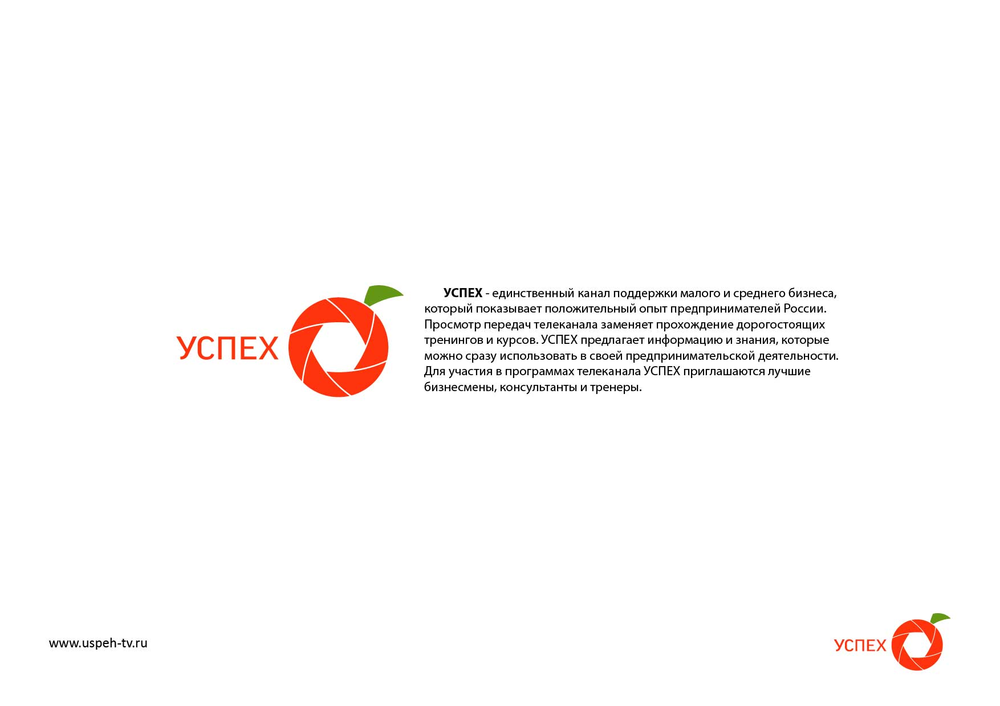 УСПЕХ
УСПЕХ - единственный канал поддержки малого и среднего бизнеса,
который показывает положительный опыт предпринимателей России.
Просмотр передач телеканала заменяет прохождение дорогостоящих
тренингов и курсов. УСПЕХ предлагает информацию и знания, которые
можно сразу использовать в своей предпринимательской деятельности.
Для участия в программах телеканала УСПЕХ приглашаются лучшие
бизнесмены, консультанты и тренеры.
www.uspeh-tv.ru
УСПЕХ